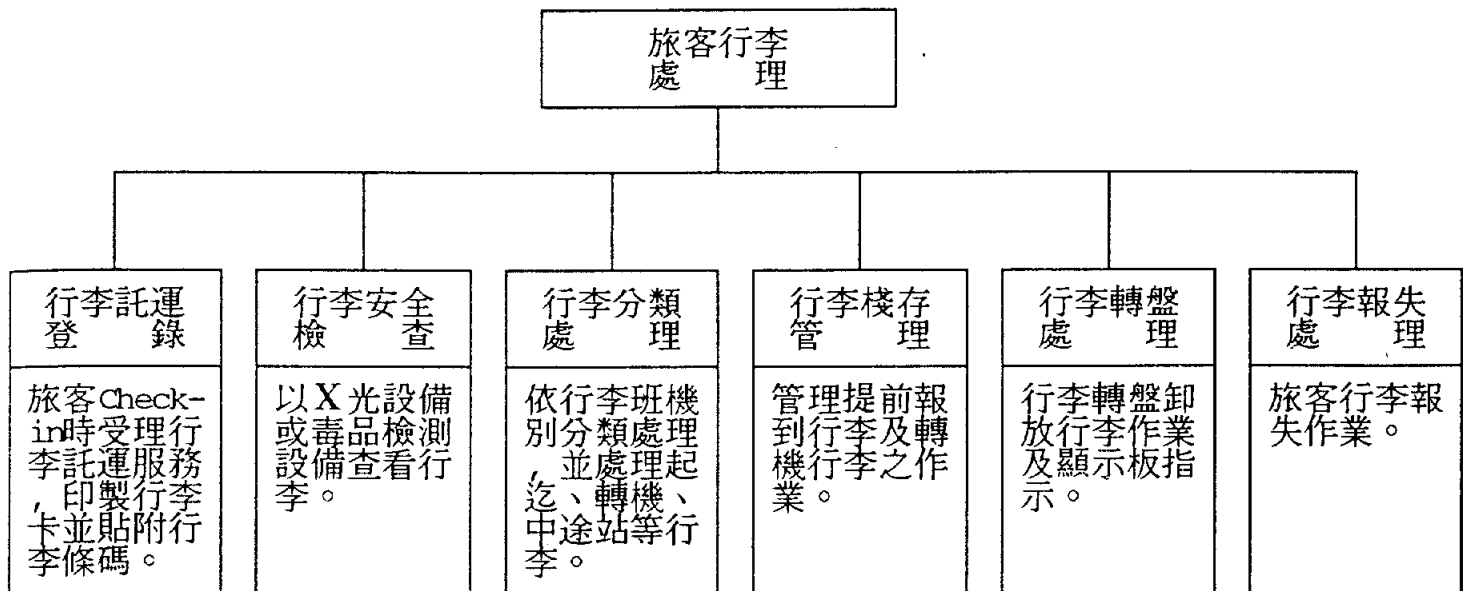 旅客行李
處理
行李託運
登錄
旅客Check-
in時受理行
李託運服務
,印製行李
卡並貼附行
李條碼。
行李安全
檢查
以X光設備
或毒品檢測
設備查看行
李。
行李分類
處理
依行李班機
別分類處理
,並處理起、
迄、轉機、
中途站等行
李。
行李棧存
管理
管理提前報
到行李及轉
機行李之作
業。
行李轉盤
處理
行李轉盤卸
放行李作業
及顯示板指
示。
行李報失
處理
旅客行李報
失作業。